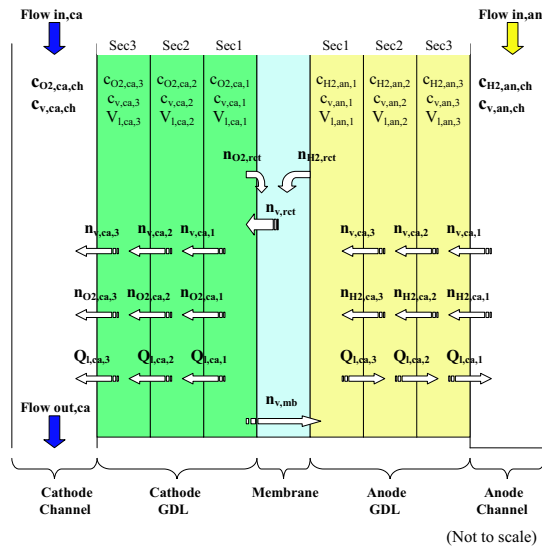 Flow in,ca
Flow in,an
Sec3 Sec2 Sec1 Sec1 Sec2 Sec3
cO2,ca,ch cO2,ca,3 cO2,ca,2 cO2,ca,1 cH2,an,1 cH2,an,2 cH2,an,3 cH2,an,ch
cv,ca,ch cv,ca,3 cv,ca,2 cv,ca,1 cv,an,1 cv,an,2 cv,an,3 cv,an,ch
Vl,ca,3 Vl,ca,2 Vl,ca,1 Vl,an,1 Vl,an,2 Vl,an,3
nO2,rct nH2,rct
nv,rct
nv,ca,3 nv,ca,2 nv,ca,1 nv,ca,3 nv,ca,2 nv,ca,1
nO2,ca,3 nO2,ca,2 nO2,ca,1 nH2,ca,3 nH2,ca,2 nH2,ca,1
Ql,ca,3 Ql,ca,2 Ql,ca,1 Ql,ca,3 Ql,ca,2 Ql,ca,1
nv,mb
Flow out,ca
Cathode Channel
Cathode GDL
Membrane
Anode GDL
Anode Channel
(Not to scale)